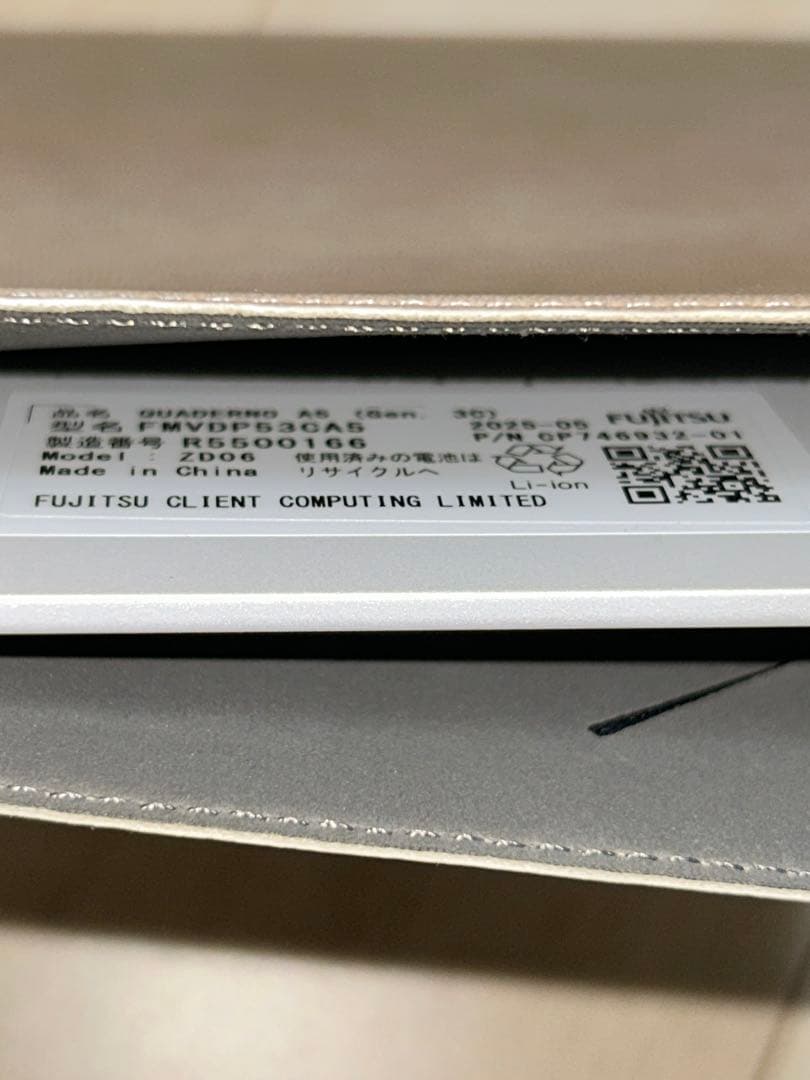 品名 QUADERNO A5 (Gen. 3C)
型名 FMVDP53CA5 2025-05 FUJITSU
製造番号 R5500166 P/N CP746932-01
Model : ZD06 使用済みの電池は
Made in China リサイクルへ
Li-ion
FUJITSU CLIENT COMPUTING LIMITED